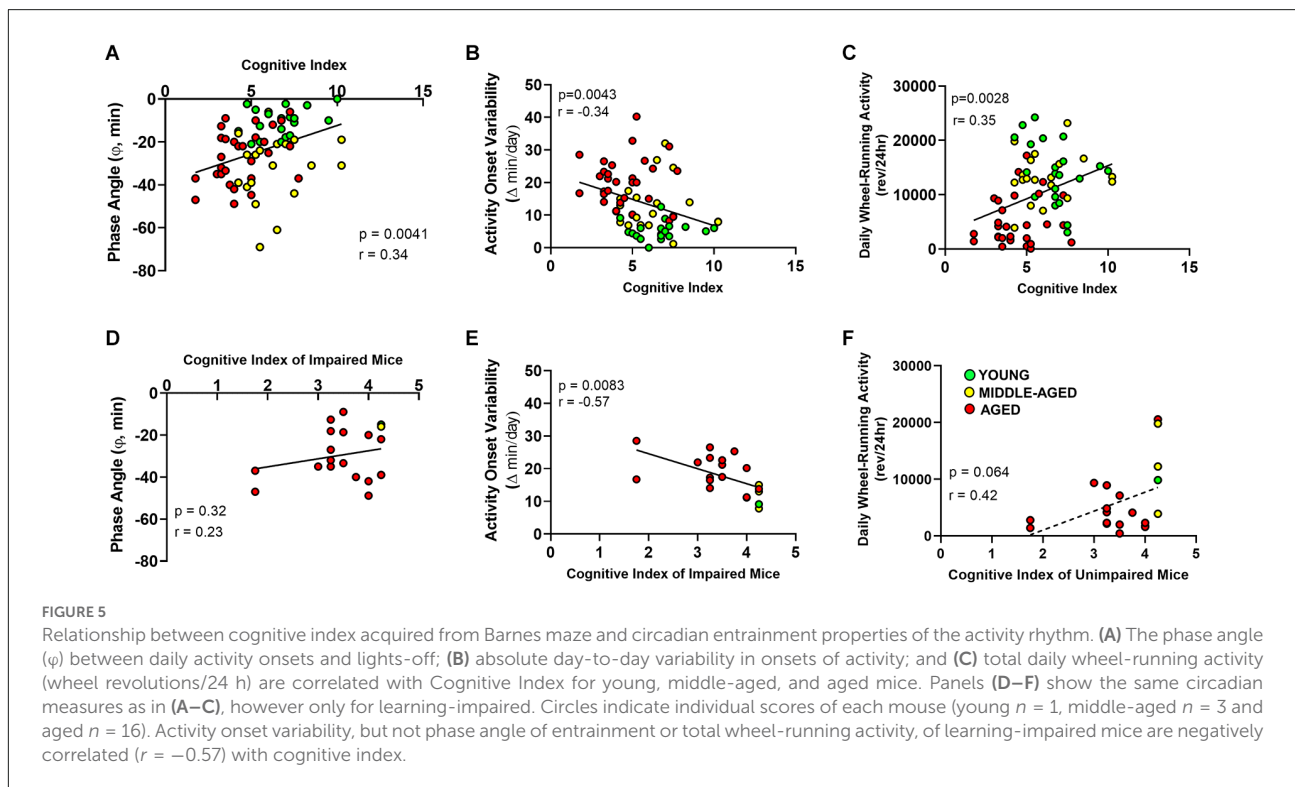 A
Cognitive Index
0 5 10 15
0
-20
-40
-60
-80
Phase Angle (φ, min)
p = 0.0041
r = 0.34
B
50
40
30
20
10
0
Activity Onset Variability
(Δ min/day)
p=0.0043
r = -0.34
0 5 10 15
Cognitive Index
C
30000
20000
10000
0
Daily Wheel-Running Activity
(rev/24hr)
p=0.0028
r= 0.35
0 5 10 15
Cognitive Index
D
Cognitive Index of Impaired Mice
0 1 2 3 4 5
0
-20
-40
-60
-80
Phase Angle (φ, min)
p = 0.32
r = 0.23
E
50
40
30
20
10
0
Activity Onset Variability
(Δ min/day)
p = 0.0083
r = -0.57
0 1 2 3 4 5
Cognitive Index of Impaired Mice
F
30000
20000
10000
0
Daily Wheel-Running Activity
(rev/24hr)
YOUNG
MIDDLE-AGED
AGED
p = 0.064
r = 0.42
0 1 2 3 4 5
Cognitive Index of Unimpaired Mice
FIGURE 5
Relationship between cognitive index acquired from Barnes maze and circadian entrainment properties of the activity rhythm. (A) The phase angle
(φ) between daily activity onsets and lights-off; (B) absolute day-to-day variability in onsets of activity; and (C) total daily wheel-running activity
(wheel revolutions/24 h) are correlated with Cognitive Index for young, middle-aged, and aged mice. Panels (D–F) show the same circadian
measures as in (A–C), however only for learning-impaired. Circles indicate individual scores of each mouse (young n = 1, middle-aged n = 3 and
aged n = 16). Activity onset variability, but not phase angle of entrainment or total wheel-running activity, of learning-impaired mice are negatively
correlated (r = −0.57) with cognitive index.